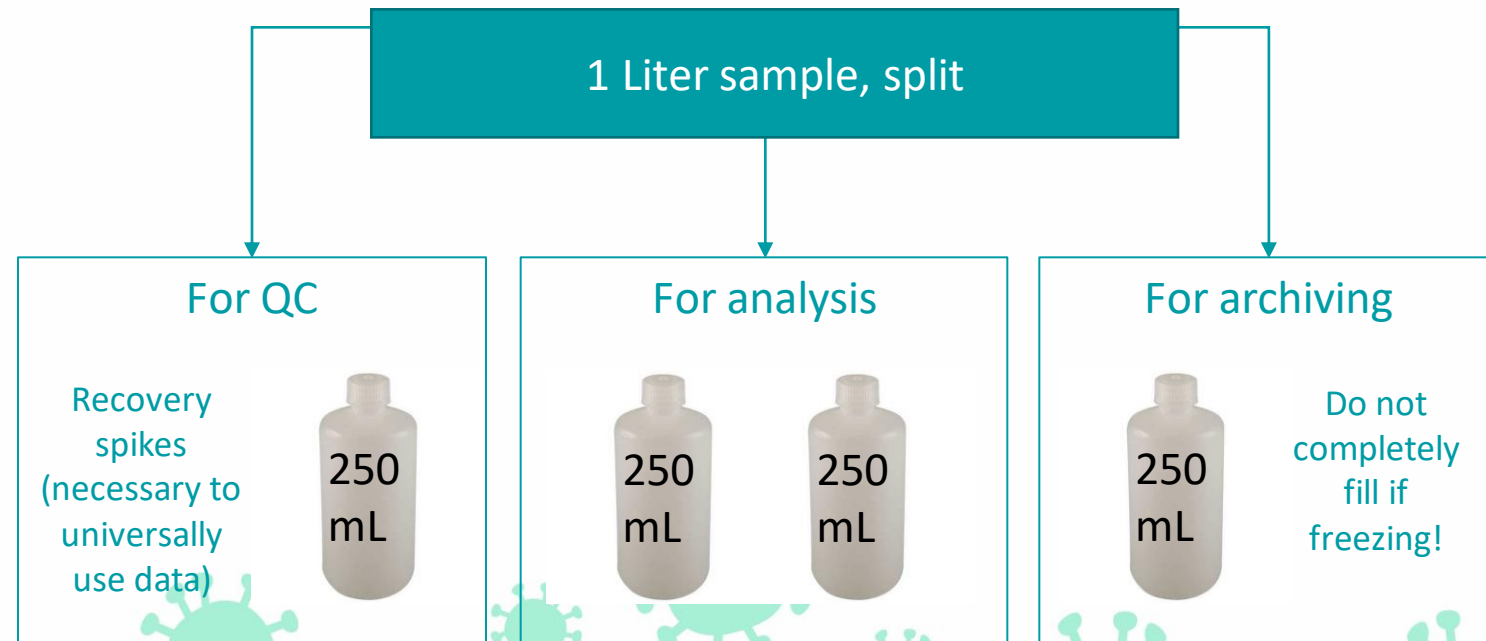 1 Liter sample, split
For QC
Recovery
spikes
(necessary to
universally
use data)
250
mL
For analysis
250
mL
250
mL
For archiving
250
mL
Do not
completely
fill if
freezing!